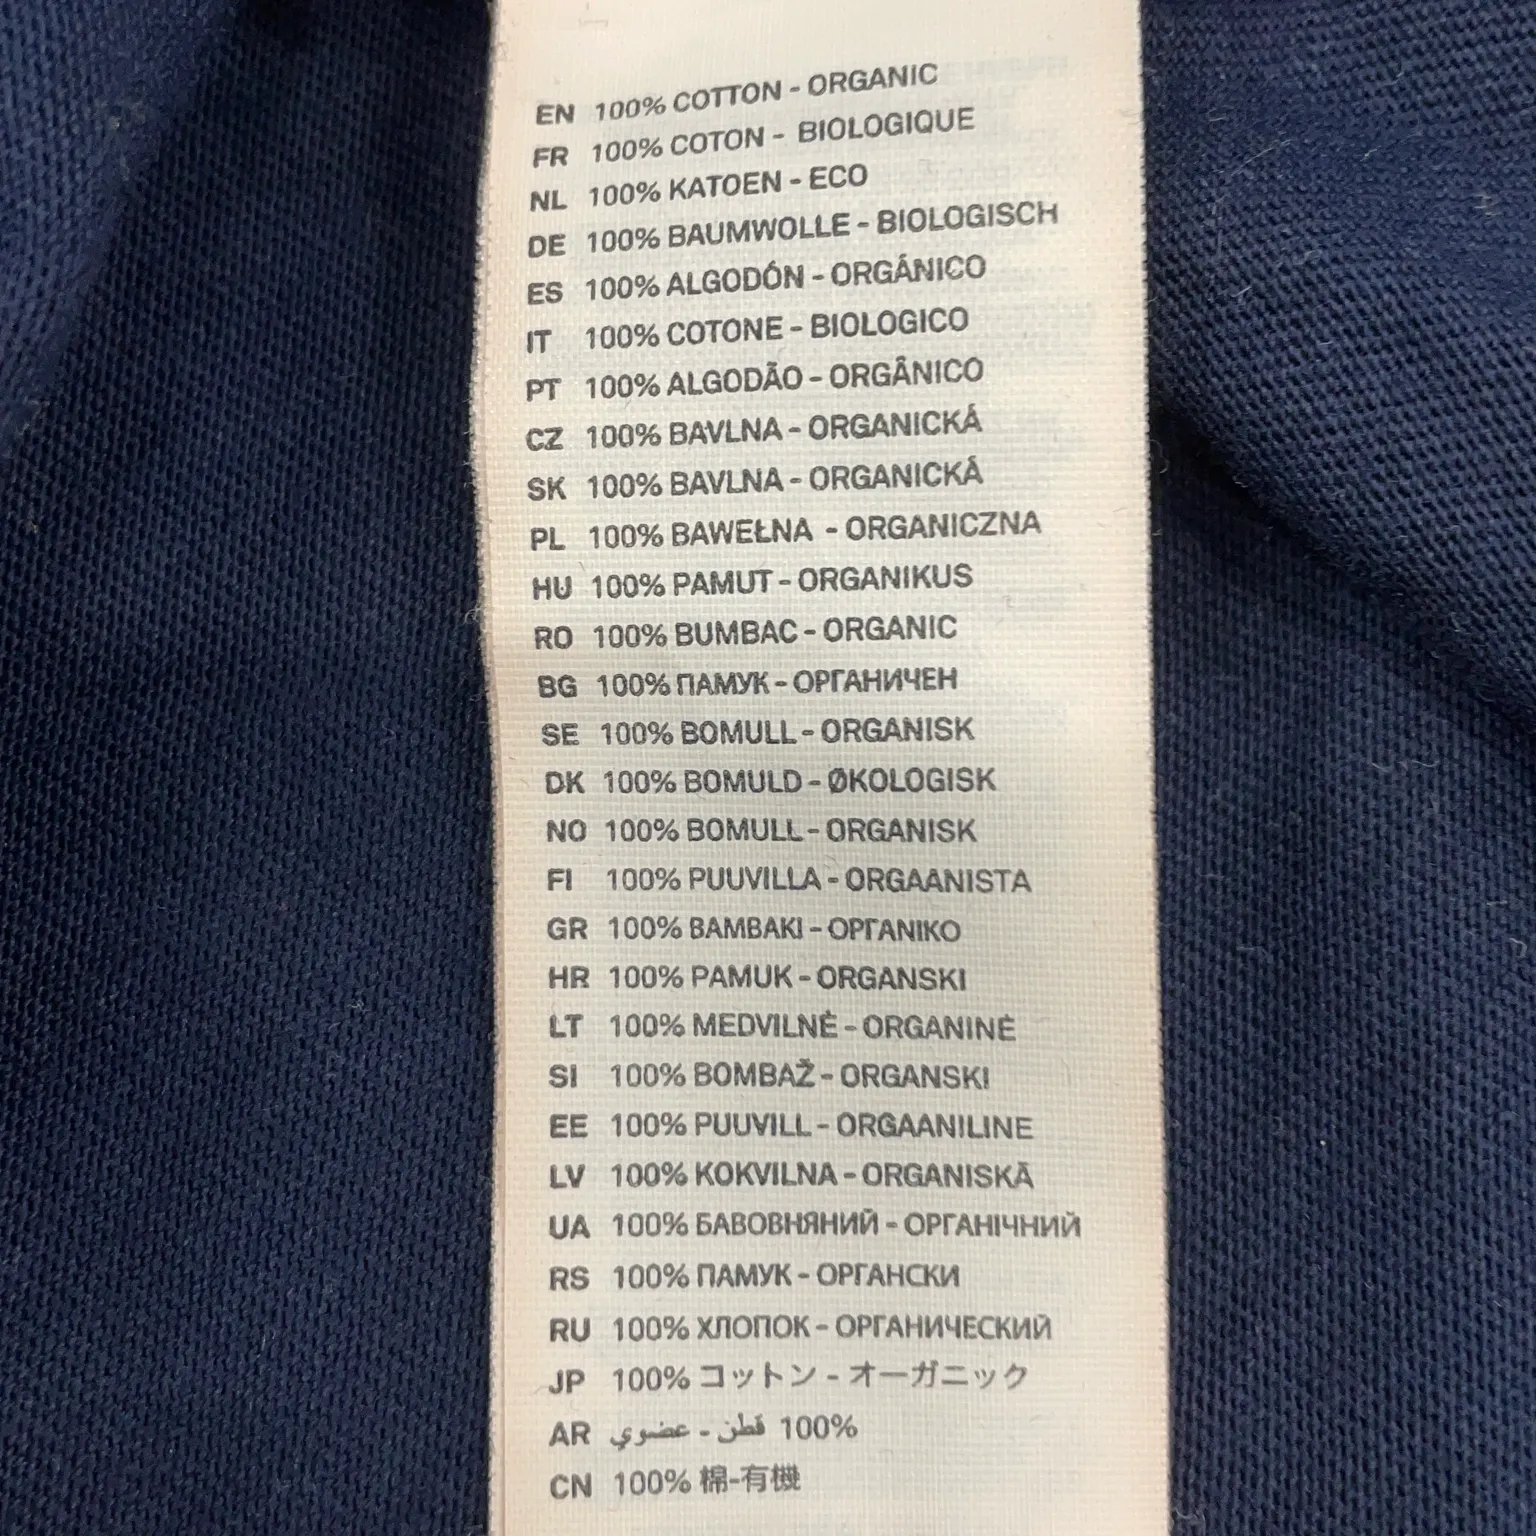 EN 100% COTTON - ORGANIC
FR 100% COTON - BIOLOGIQUE
NL 100% KATOEN - ECO
DE 100% BAUMWOLLE - BIOLOGISCH
ES 100% ALGODÓN - ORGÁNICO
IT 100% COTONE - BIOLOGICO
PT 100% ALGODÃO - ORGÂNICO
CZ 100% BAVLNA - ORGANICKÁ
SK 100% BAVLNA - ORGANICKÁ
PL 100% BAWEŁNA - ORGANICZNA
HU 100% PAMUT - ORGANIKUS
RO 100% BUMBAC - ORGANIC
BG 100% ПАМУК - ОРГАНИЧЕН
SE 100% BOMULL - ORGANISK
DK 100% BOMULD - ØKOLOGISK
NO 100% BOMULL - ORGANISK
FI 100% PUUVILLA - ORGAANISTA
GR 100% ΒΑΜΒΑΚΙ - ΟΡΓΑΝΙΚΟ
HR 100% PAMUK - ORGANSKI
LT 100% MEDVILNĖ - ORGANINĖ
SI 100% BOMBAŽ - ORGANSKI
EE 100% PUUVILL - ORGAANILINE
LV 100% KOKVILNA - ORGANISKĀ
UA 100% БАВОВНЯНИЙ - ОРГАНІЧНИЙ
RS 100% ПАМУК - ОРГАНСКИ
RU 100% ХЛОПОК - ОРГАНИЧЕСКИЙ
JP 100% コットン - オーガニック
AR 100% قطن - عضوي
CN 100% 棉-有機